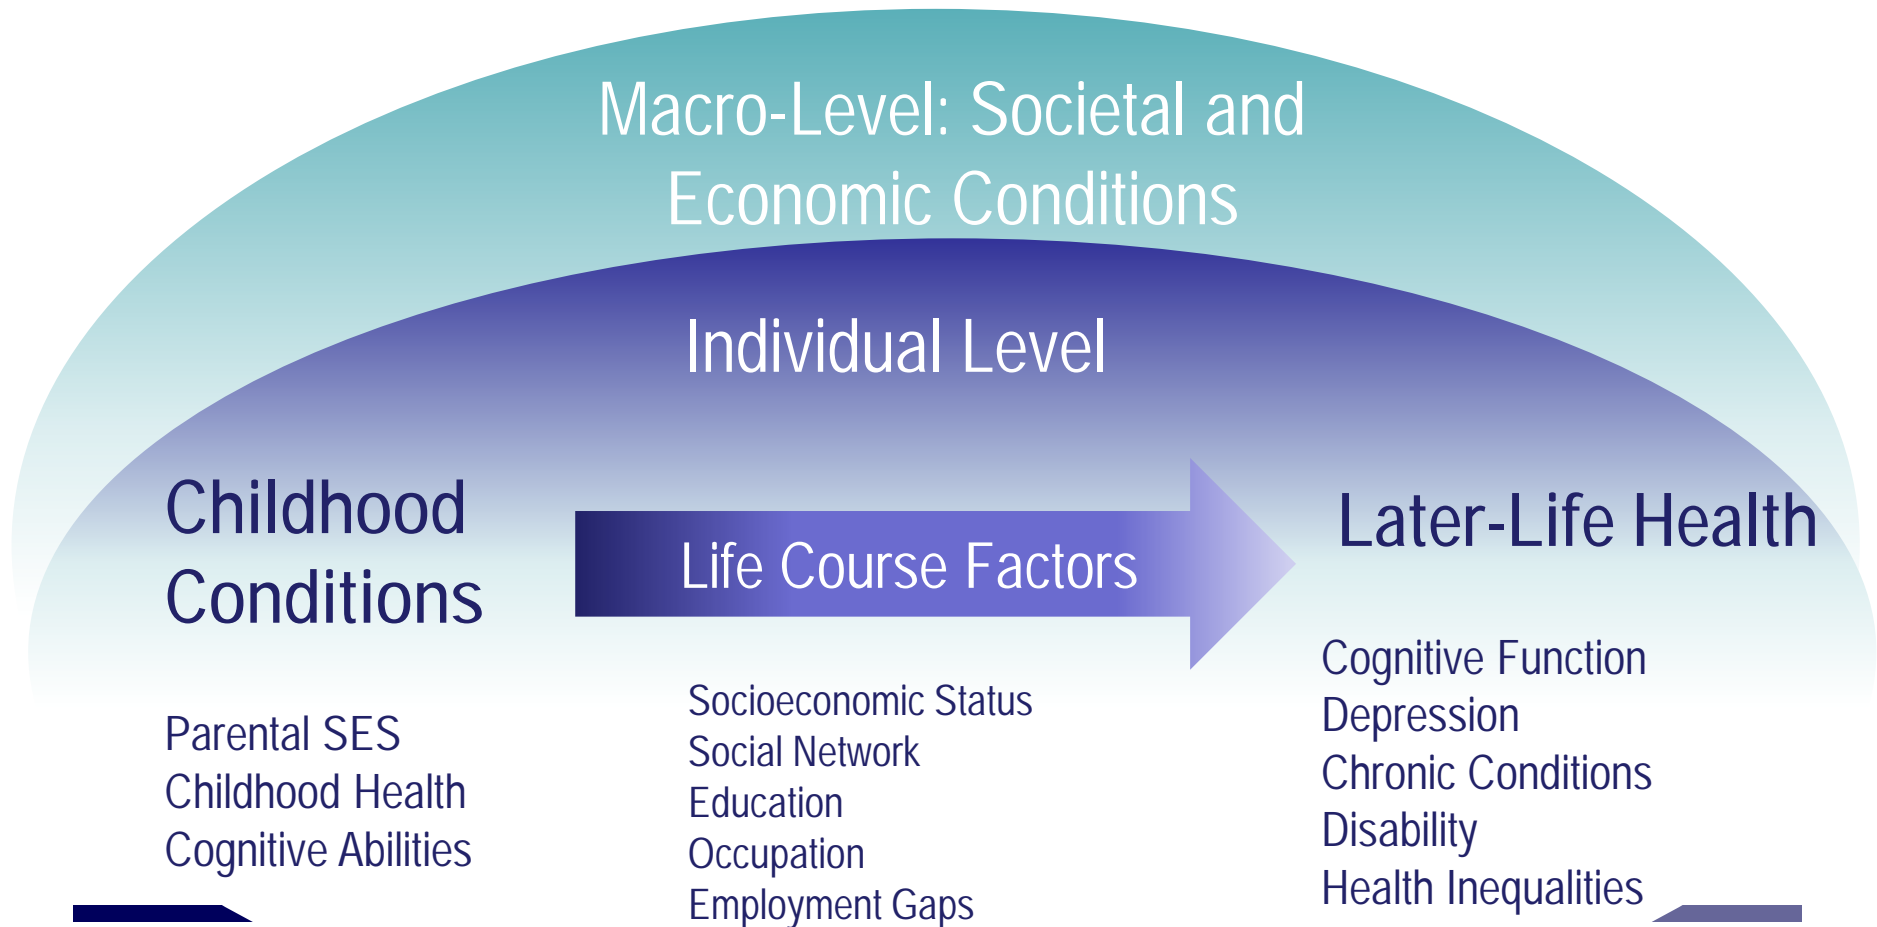 Macro-Level: Societal and
Economic Conditions
Individual Level
Childhood
Conditions
Life Course Factors
Later-Life Health
Parental SES
Childhood Health
Cognitive Abilities
Socioeconomic Status
Social Network
Education
Occupation
Employment Gaps
Cognitive Function
Depression
Chronic Conditions
Disability
Health Inequalities